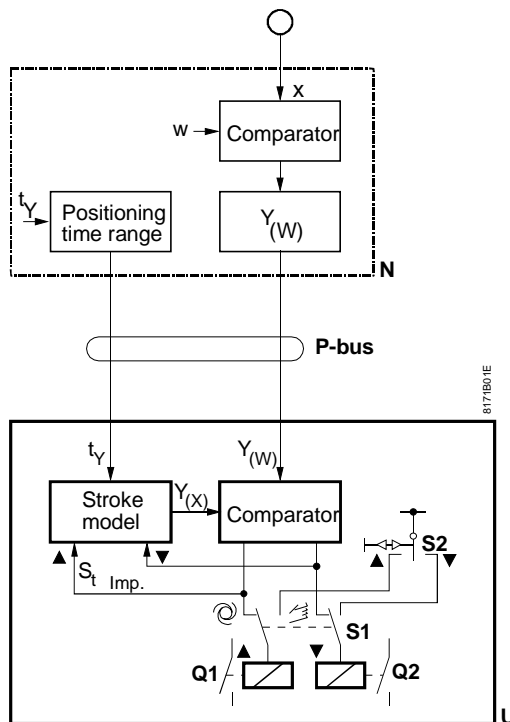 x
w
Comparator
tY
Positioning
time range
Y(W)
N
P-bus
8171B01E
tY
Y(W)
Stroke
model
Y(X)
Comparator
S2
St
Imp.
S1
Q1
Q2
U